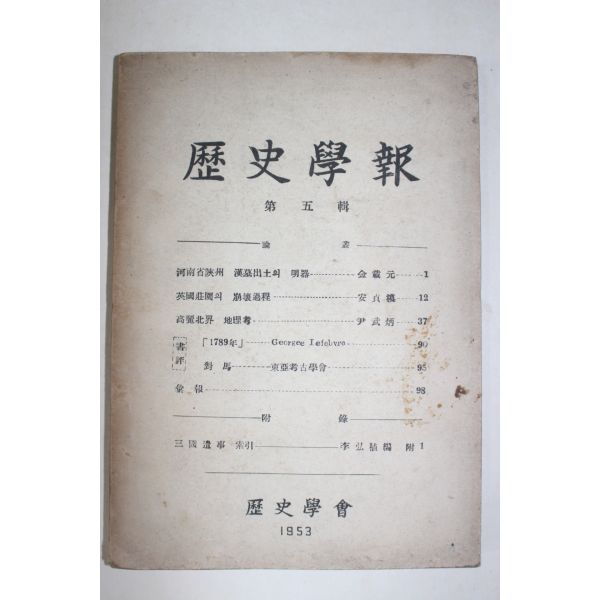 歷史學報
第五輯
論叢
河南省陜州 漢墓出土의 明器 金載元 1
英國莊園의 崩壞過程 安貞穆 12
高麗北界 地理考 尹武炳 37
書評
「1789年」 Georges Lefebvre 90
對馬 東亞考古學會 95
彙報 98
附錄
三國遺事 索引 李弘稙編 附1
歷史學會
1953